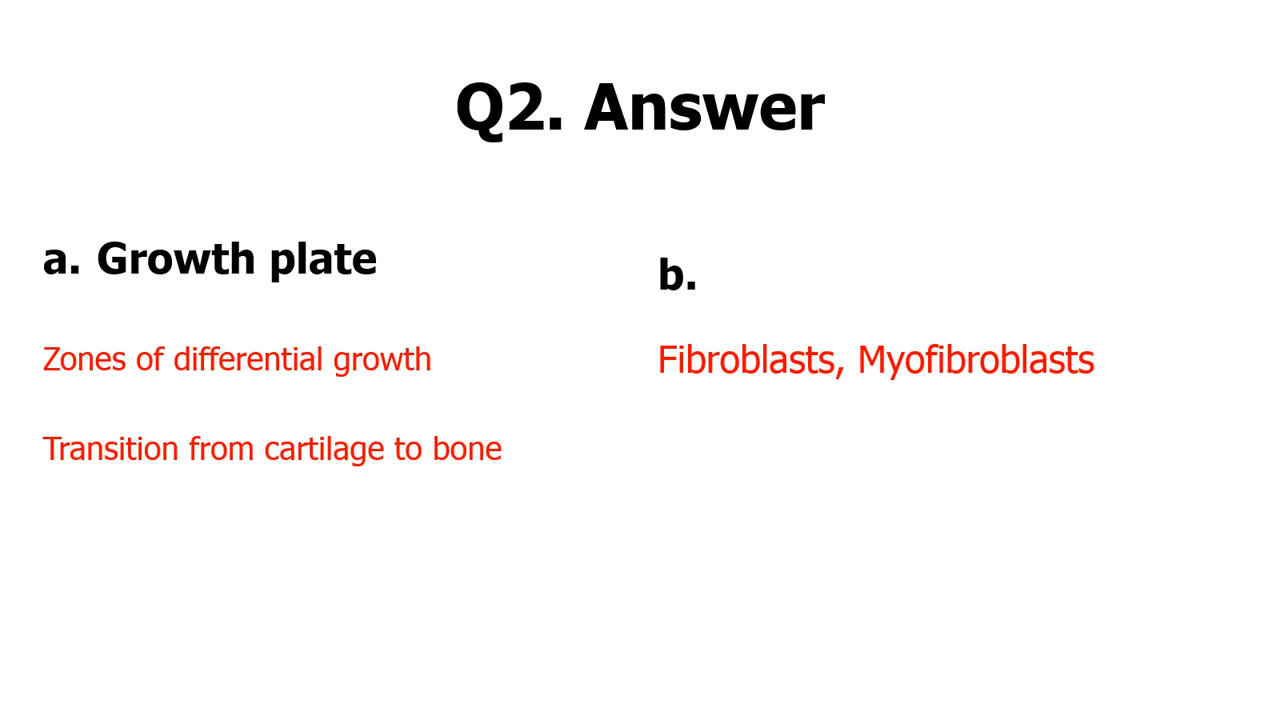 Q2. Answer
a. Growth plate
Zones of differential growth
Transition from cartilage to bone
b.
Fibroblasts, Myofibroblasts